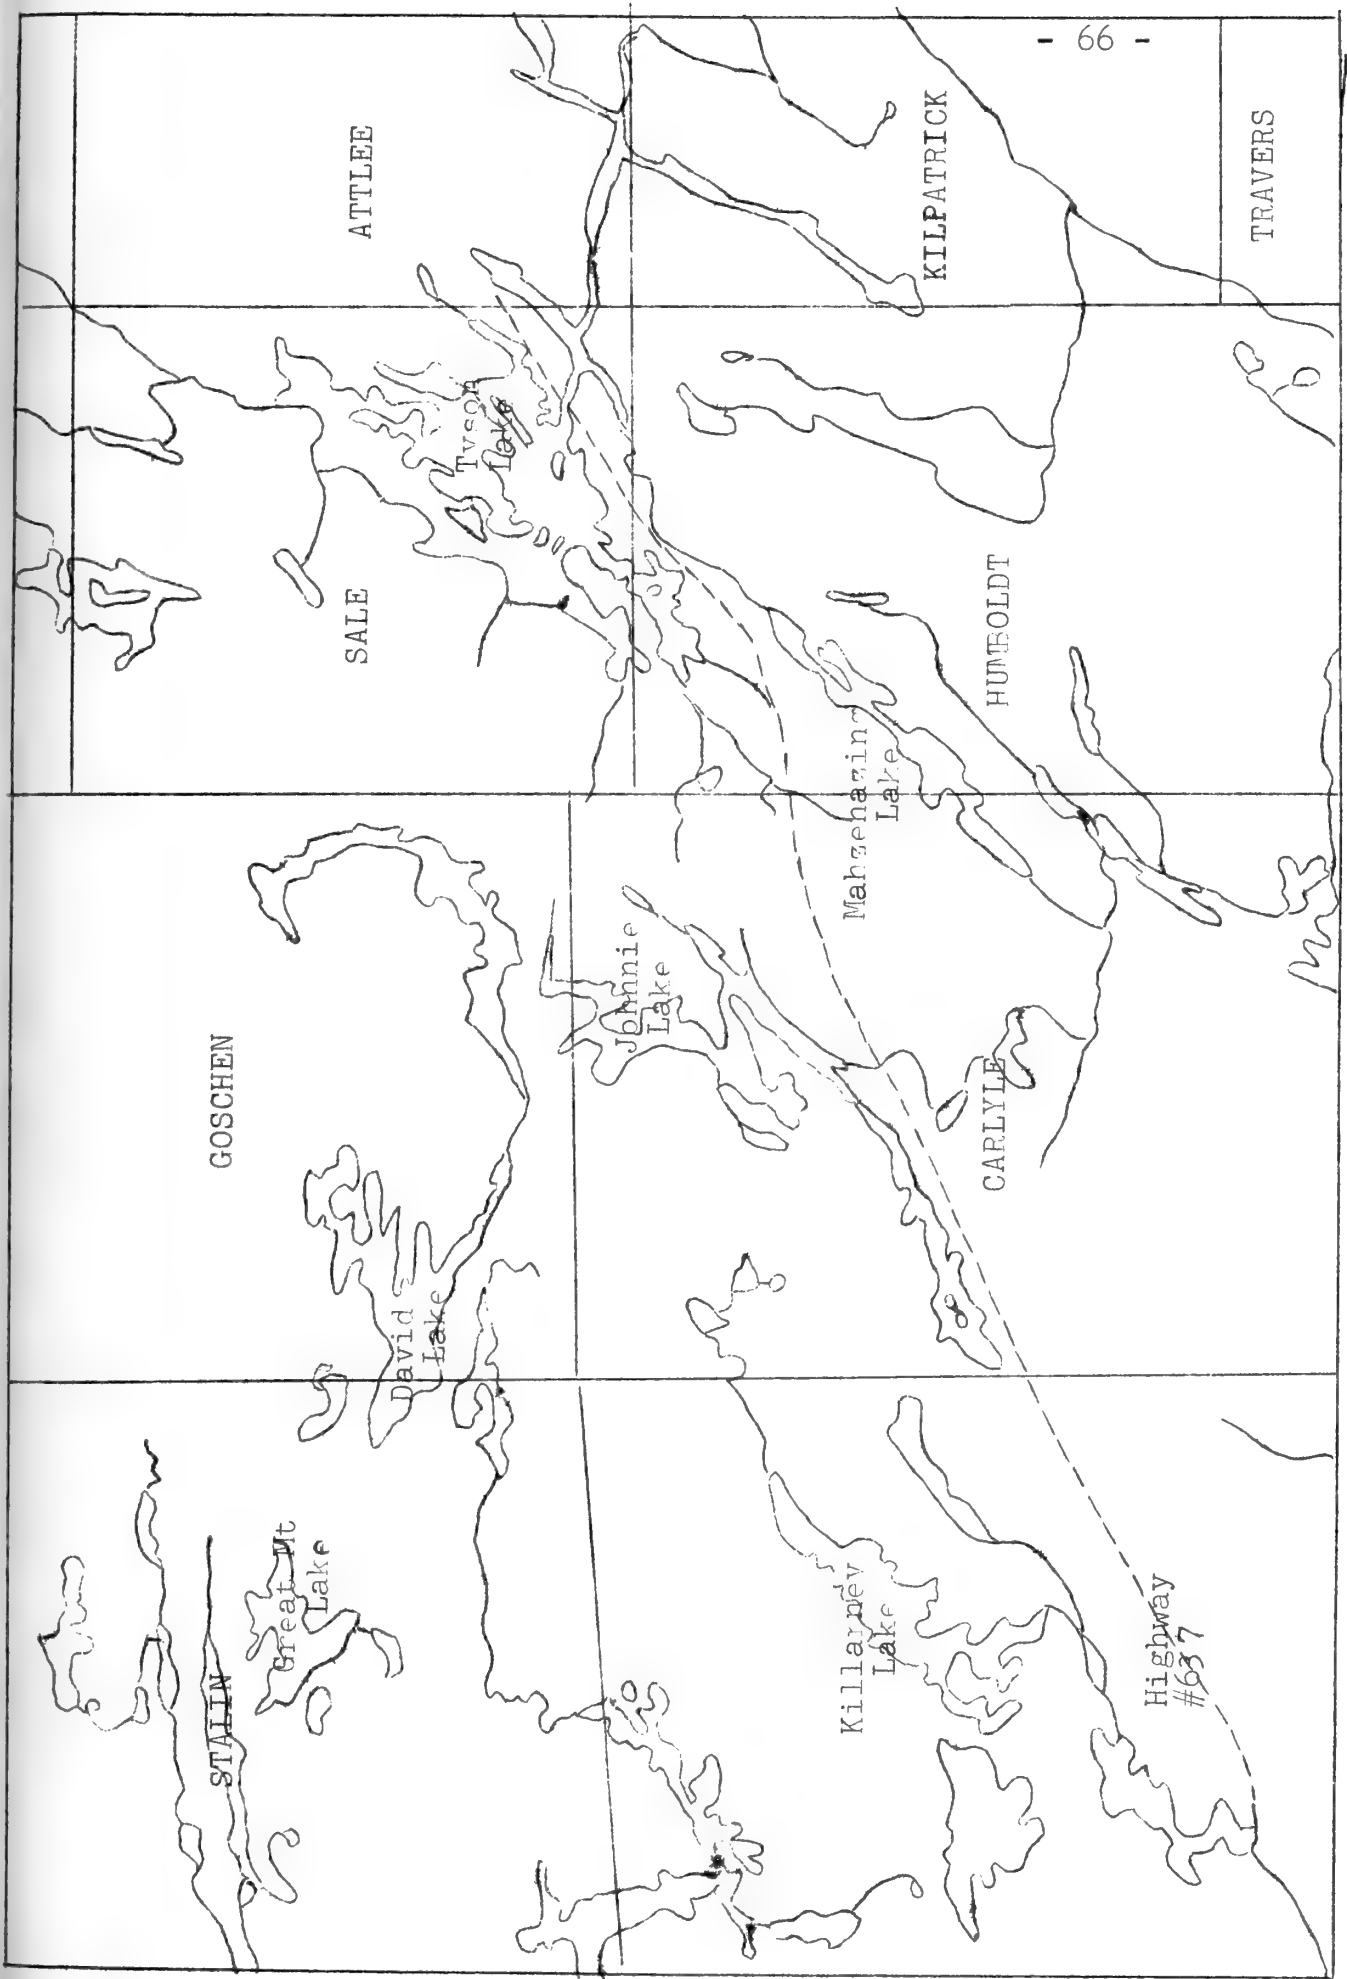 - 66 -
ATTLEE
KILPATRICK
TRAVERS
Tyson
Lake
SALE
HUMBOLDT
Mahzenazing
Lake
GOSCHEN
Johnnie
Lake
CARLYLE
David
Lake
Great Mt
Lake
STALIN
Killarney
Lake
Highway
#637